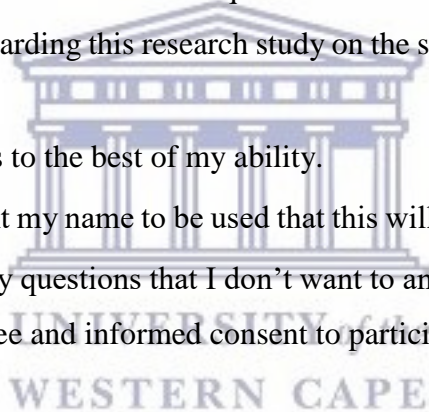 arding this research study on the s
s to the best of my ability.
t my name to be used that this will
y questions that I don't want to an
ee and informed consent to partici
UNIVERSITY of the
WESTERN CAPE